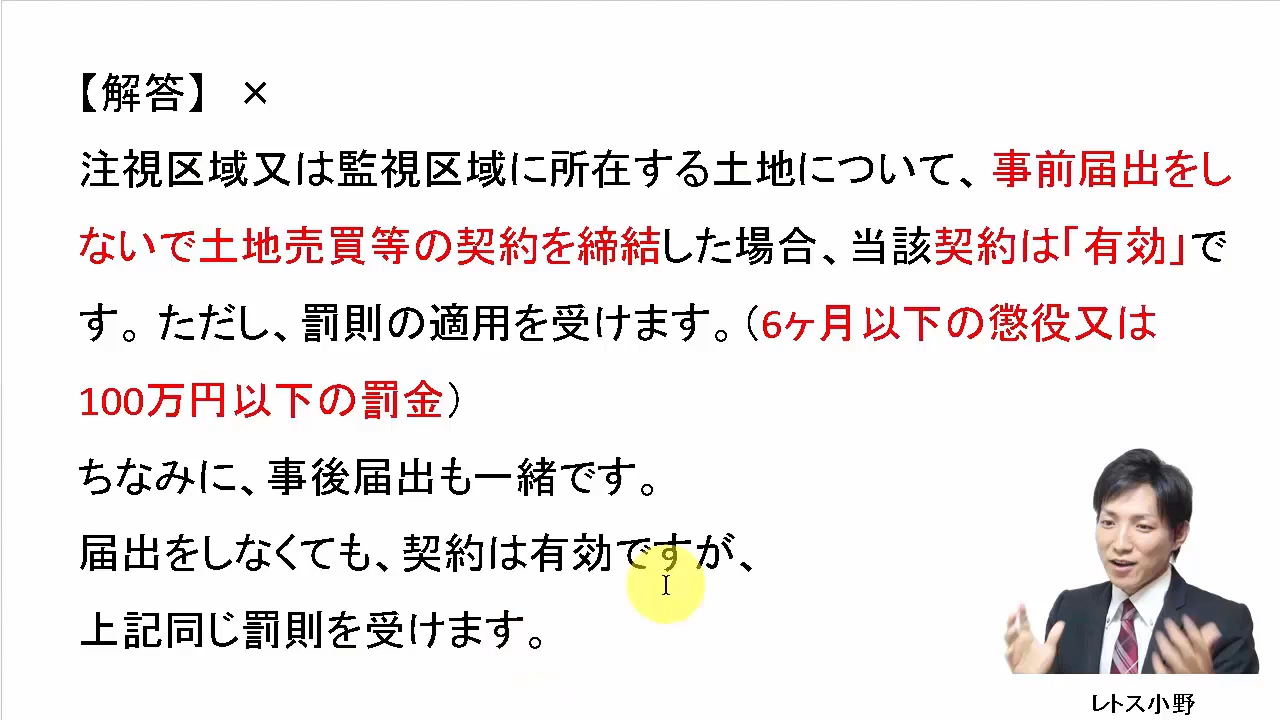 【解答】 ×
注視区域又は監視区域に所在する土地について、事前届出をし
ないで土地売買等の契約を締結した場合、当該契約は「有効」で
す。ただし、罰則の適用を受けます。（6ヶ月以下の懲役又は
100万円以下の罰金）
ちなみに、事後届出も一緒です。
届出をしなくても、契約は有効ですが、
上記同じ罰則を受けます。
レトス小野